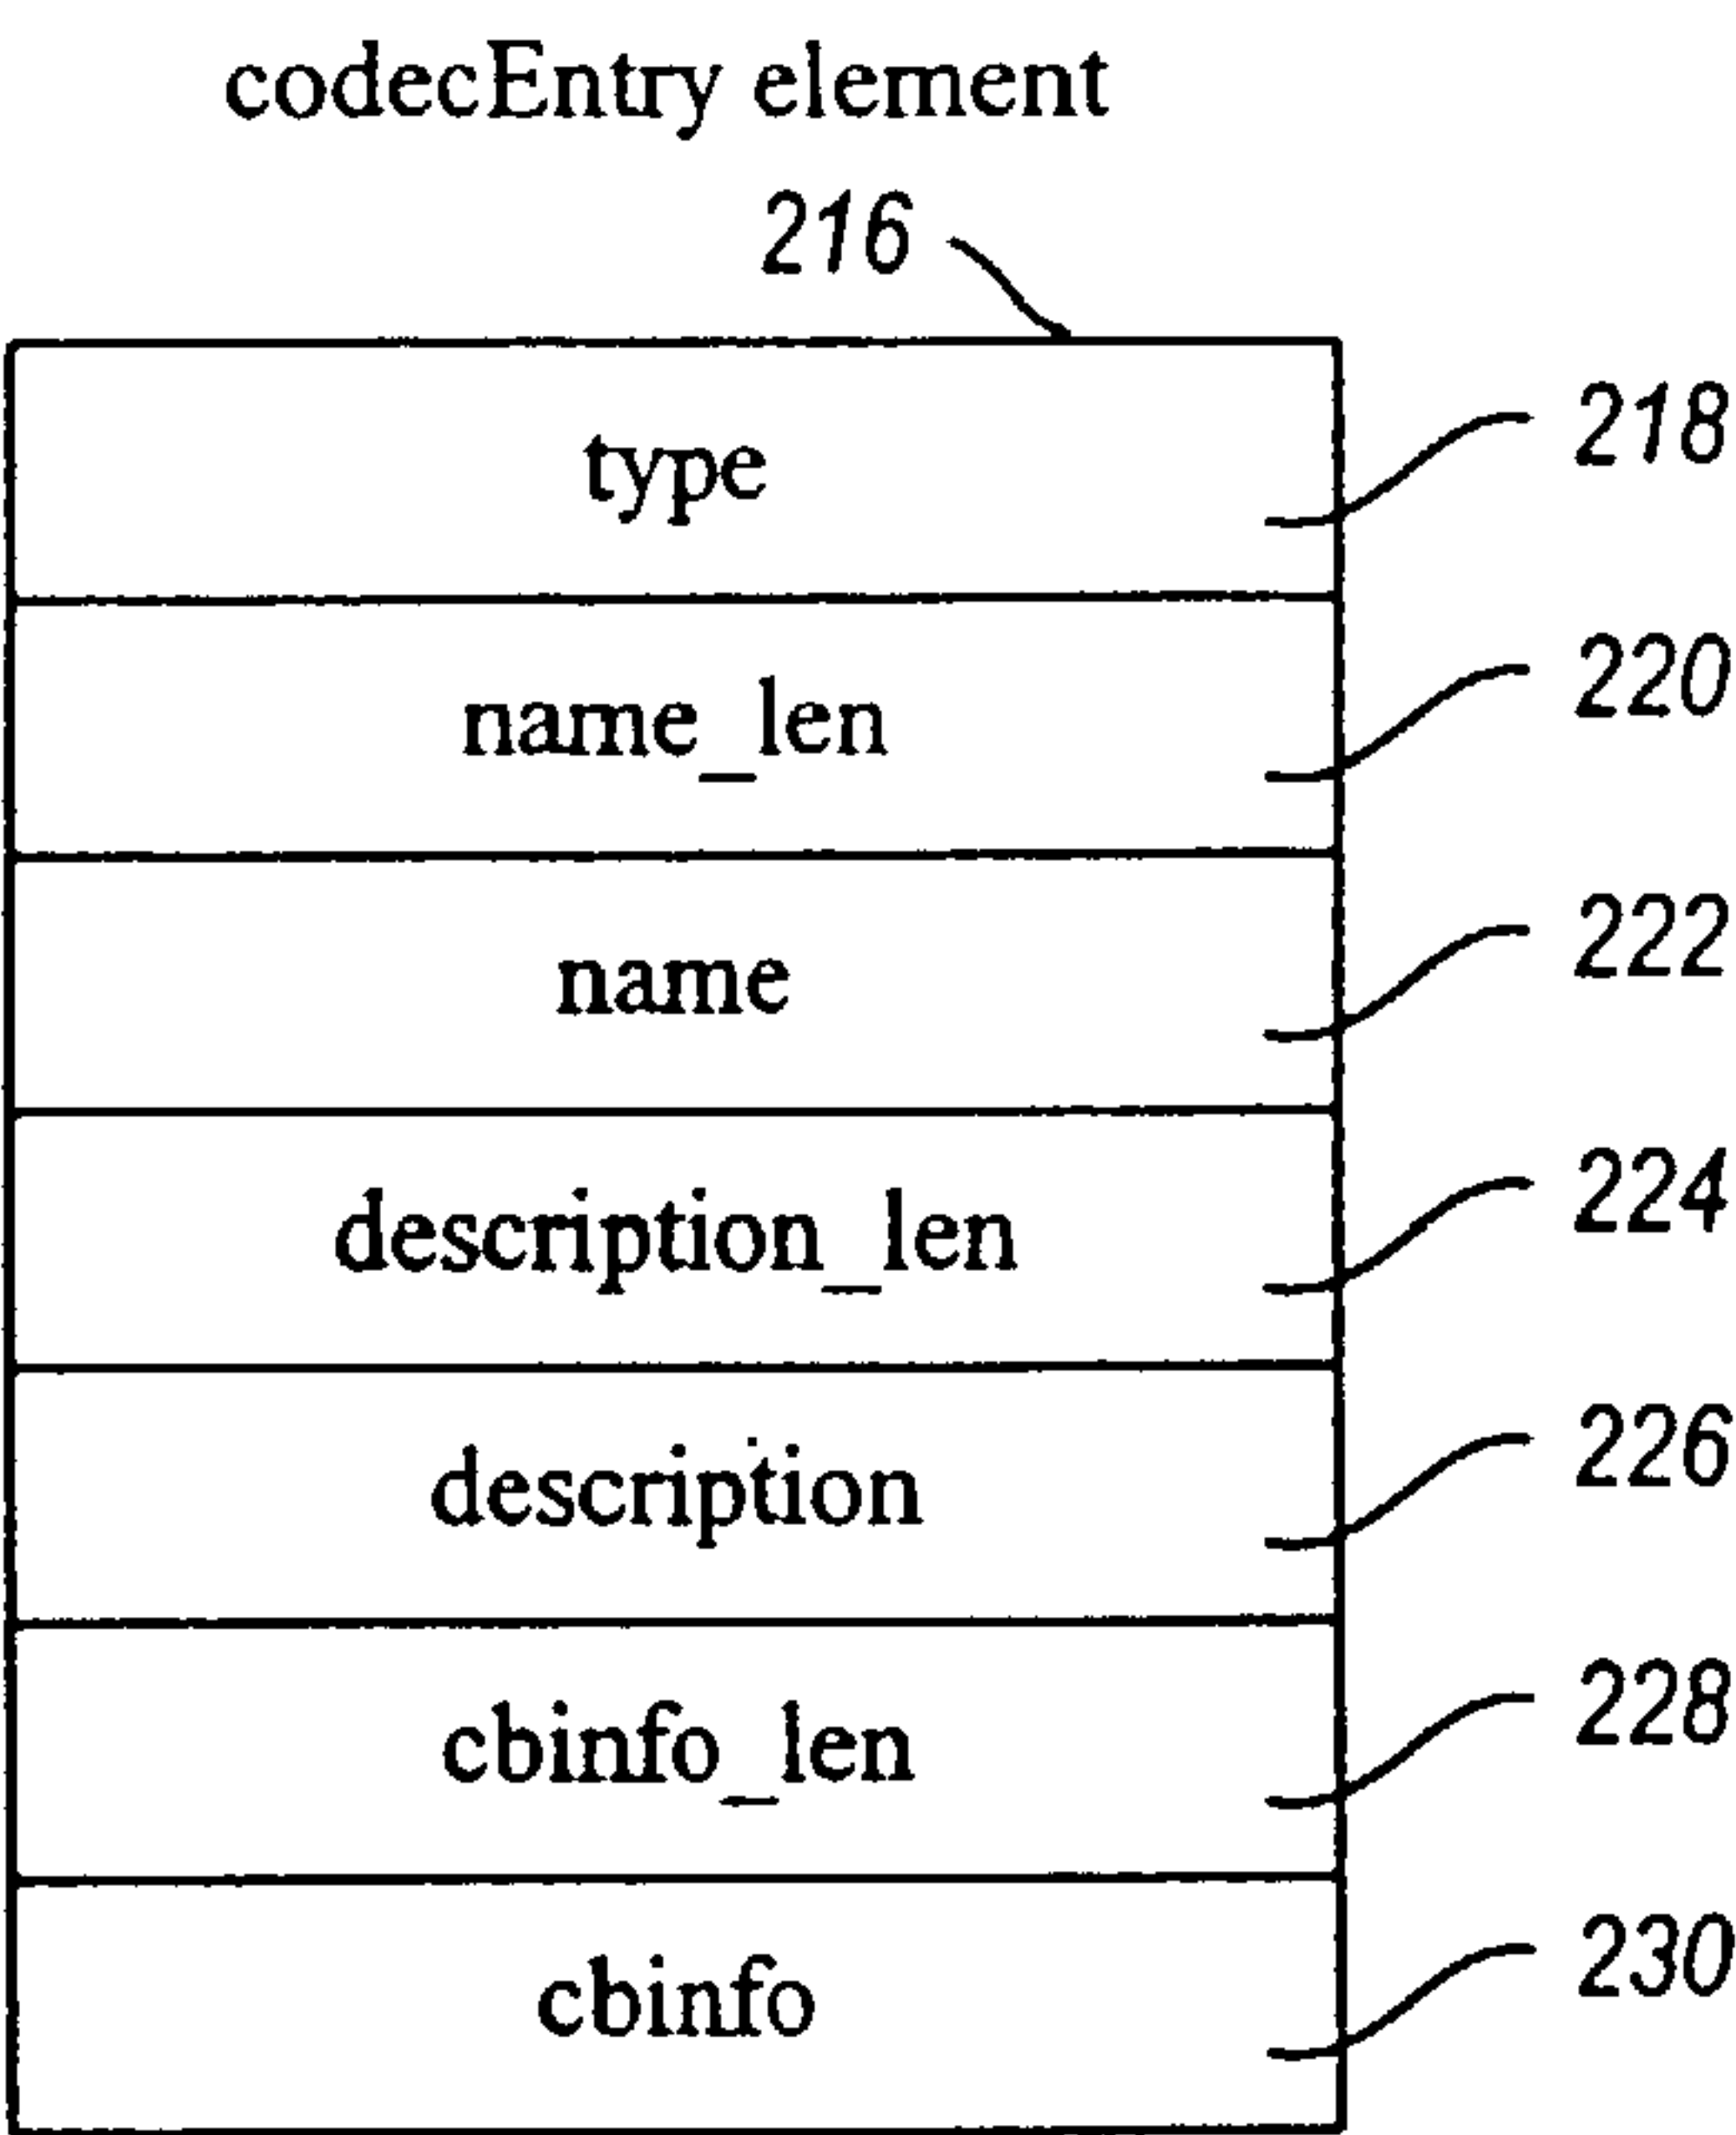 codecEntry element
216
type
218
name_len
220
name
222
description_len
224
description
226
cbinfo_len
228
cbinfo
230